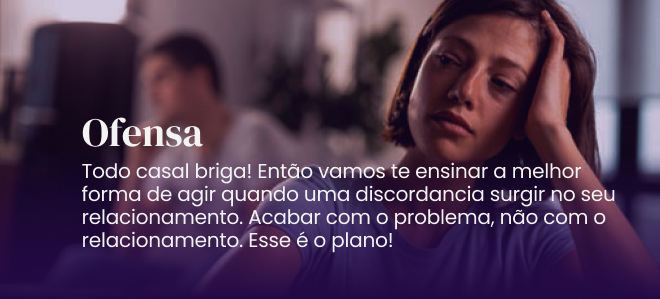 Ofensa
Todo casal briga! Então vamos te ensinar a melhor
forma de agir quando uma discordancia surgir no seu
relacionamento. Acabar com o problema, não com o
relacionamento. Esse é o plano!